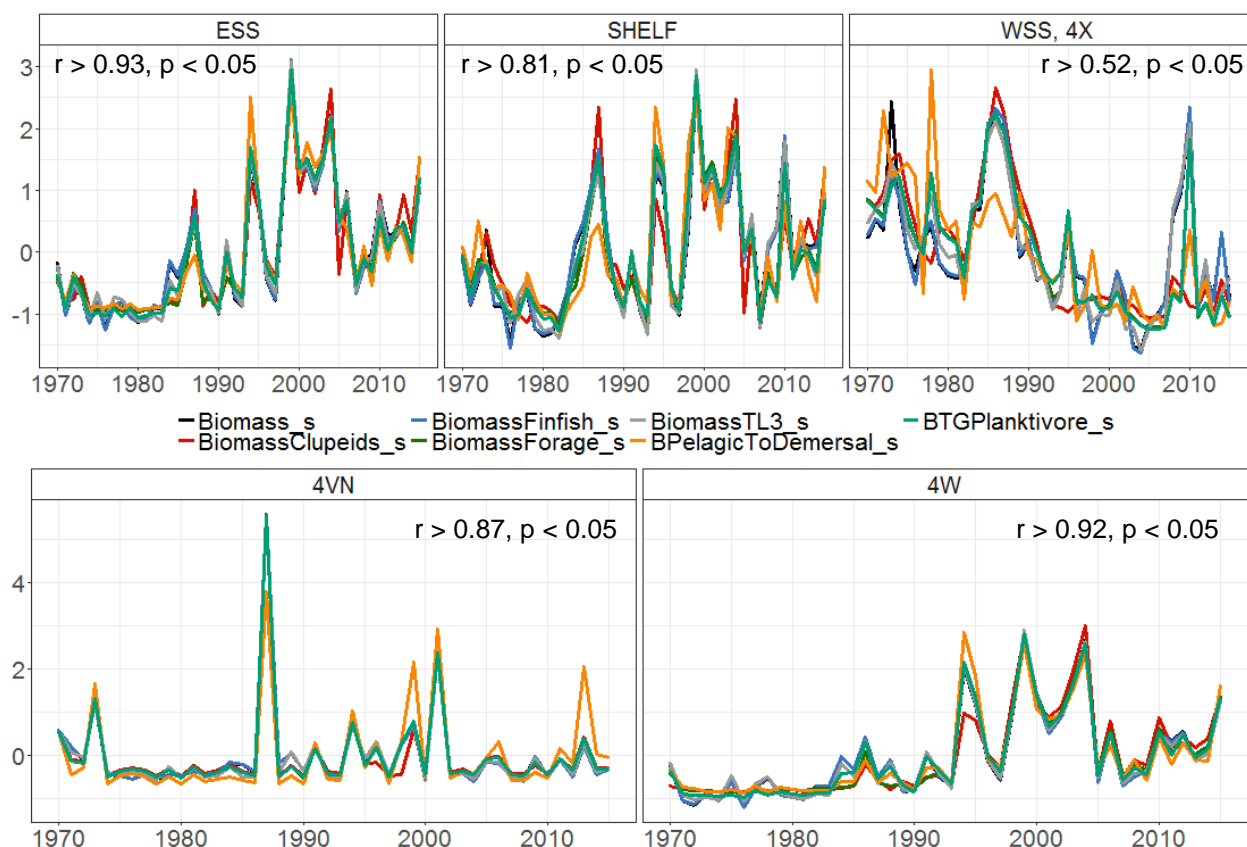 ESS SHELF WSS, 4X
r > 0.93, p < 0.05 r > 0.81, p < 0.05 r > 0.52, p < 0.05
3
2
1
0
-1
1970 1980 1990 2000 2010 1970 1980 1990 2000 2010 1970 1980 1990 2000 2010
Biomass_s BiomassFinfish_s BiomassTL3_s BTGPlanktivore_s
BiomassClupeids_s BiomassForage_s BPelagicToDemersal_s
4VN 4W
r > 0.87, p < 0.05 r > 0.92, p < 0.05
4
2
0
1970 1980 1990 2000 2010 1970 1980 1990 2000 2010